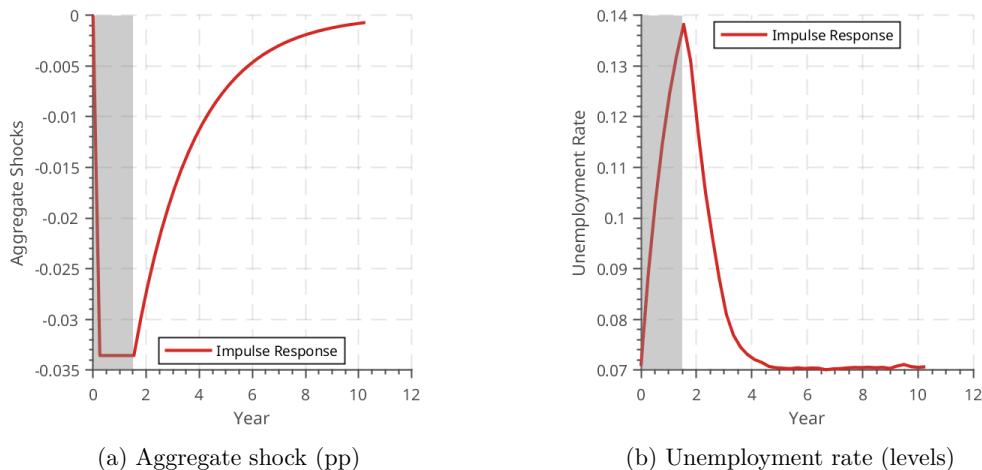 0
-0.005
-0.01
-0.015
-0.02
-0.025
-0.03
-0.035
Aggregate Shocks
Impulse Response
0 2 4 6 8 10 12
Year
(a) Aggregate shock (pp)
0.14
0.13
0.12
0.11
0.1
0.09
0.08
0.07
Unemployment Rate
Impulse Response
0 2 4 6 8 10 12
Year
(b) Unemployment rate (levels)